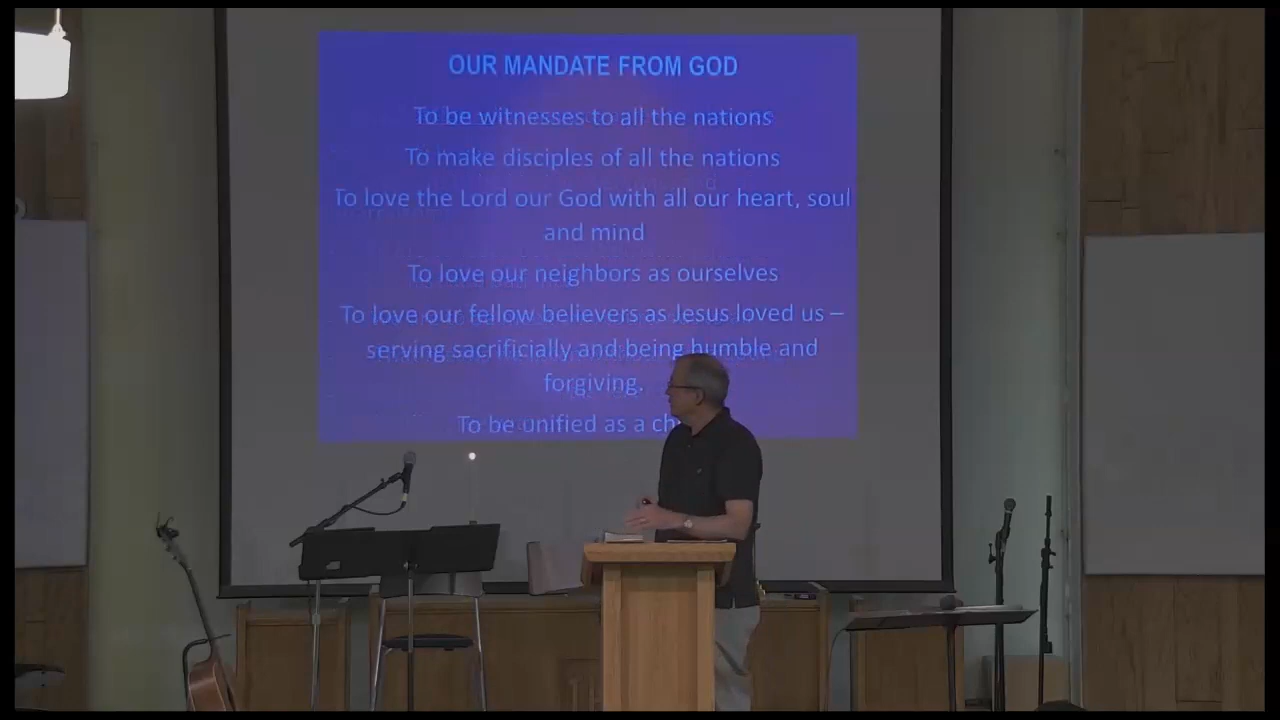 OUR MANDATE FROM GOD
To be witnesses to all the nations
To make disciples of all the nations
To love the Lord our God with all our heart, soul
and mind
To love our neighbors as ourselves
To love our fellow believers as Jesus loved us –
serving sacrificially and being humble and
forgiving.
To be unified as a